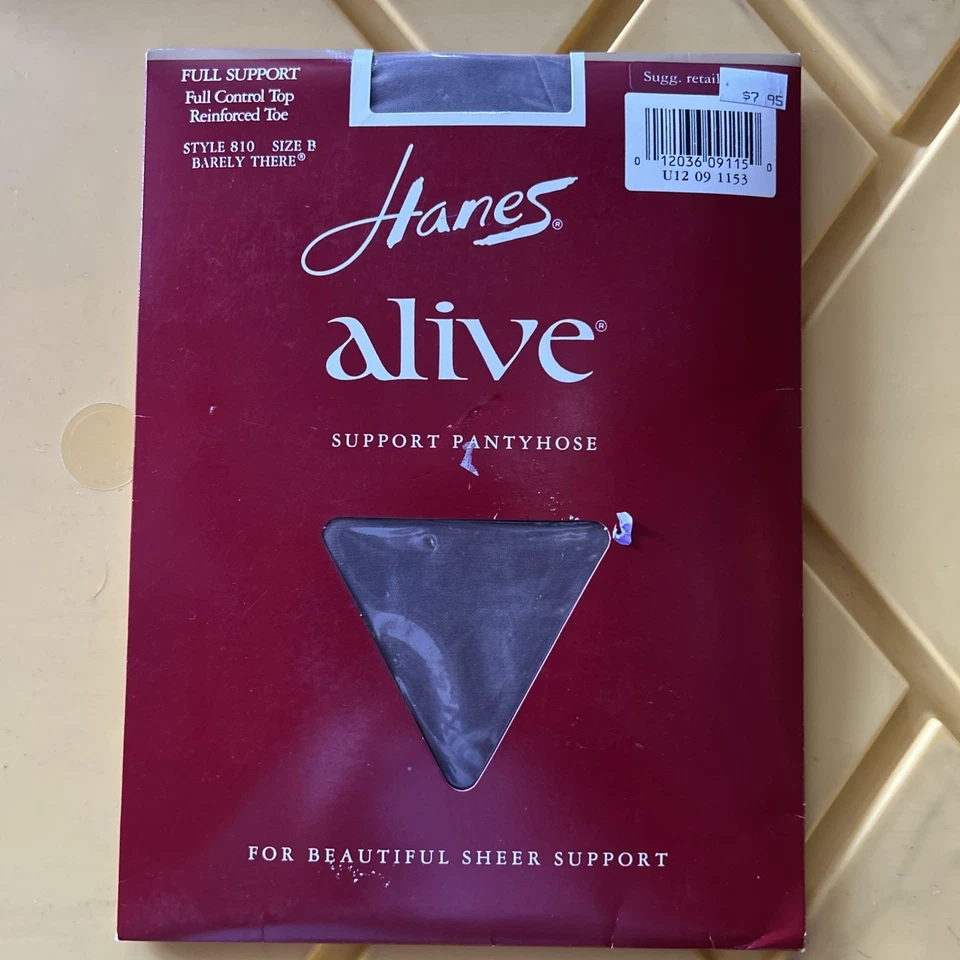 FULL SUPPORT
Full Control Top
Reinforced Toe
STYLE 810 SIZE B
BARELY THERE®
Sugg. retail
$7 95
0 12036 09115 0
U12 09 1153
Hanes®
alive®
SUPPORT PANTYHOSE
FOR BEAUTIFUL SHEER SUPPORT